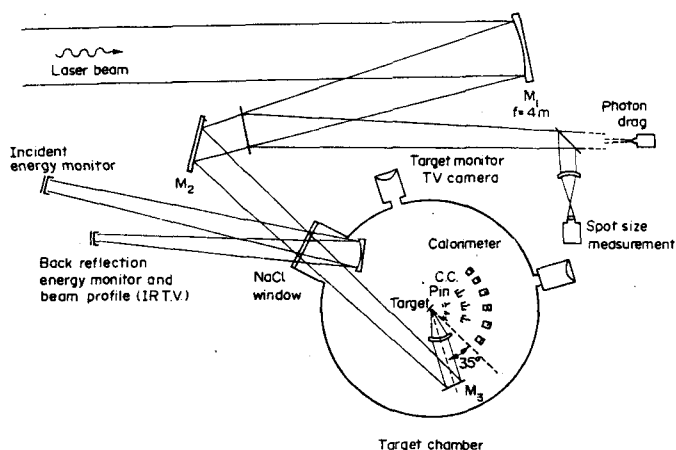 Laser beam
M₁
f=4m
Photon
drag
Incident
energy monitor
M₂
Target monitor
TV camera
Spot size
measurement
Back reflection
energy monitor and
beam profile (IR T.V.)
NaCl
window
Calorimeter
C.C.
Pin
Target
35°
M₃
Target chamber